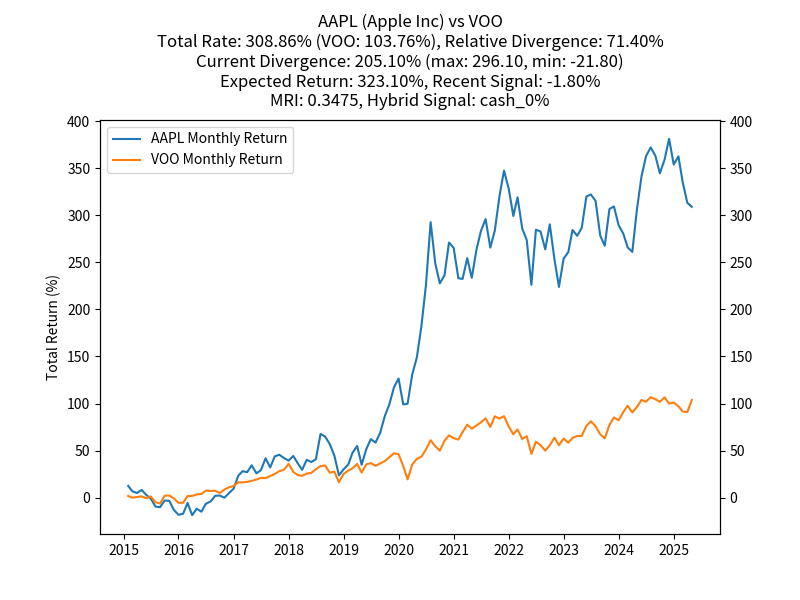 AAPL (Apple Inc) vs VOO
Total Rate: 308.86% (VOO: 103.76%), Relative Divergence: 71.40%
Current Divergence: 205.10% (max: 296.10, min: -21.80)
Expected Return: 323.10%, Recent Signal: -1.80%
MRI: 0.3475, Hybrid Signal: cash_0%
AAPL Monthly Return
VOO Monthly Return
Total Return (%)
400
350
300
250
200
150
100
50
0
400
350
300
250
200
150
100
50
0
2015 2016 2017 2018 2019 2020 2021 2022 2023 2024 2025